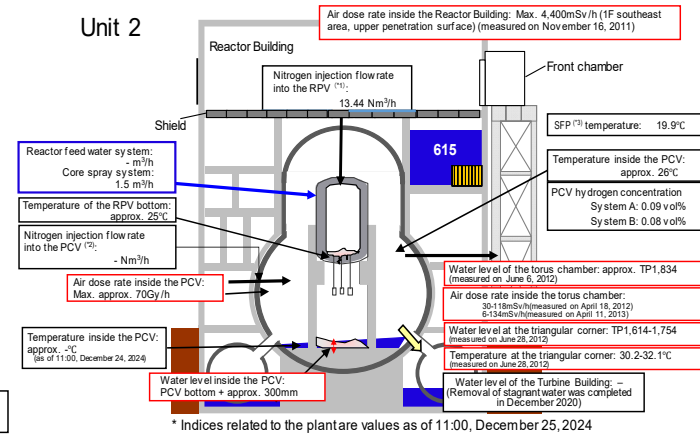 Unit 2
Air dose rate inside the Reactor Building: Max. 4,400mSv/h (1F southeast
area, upper penetration surface) (measured on November 16, 2011)
Reactor Building
Front chamber
Nitrogen injection flow rate
into the RPV (*1):
13.44 Nm³/h
Shield
SFP (*3) temperature: 19.9℃
615
Reactor feed water system:
- m³/h
Core spray system:
1.5 m³/h
Temperature inside the PCV:
approx. 26℃
PCV hydrogen concentration
System A: 0.09 vol%
System B: 0.08 vol%
Temperature of the RPV bottom:
approx. 25℃
Nitrogen injection flow rate
into the PCV (*2):
- Nm³/h
Air dose rate inside the PCV:
Max. approx. 70Gy/h
Water level of the torus chamber: approx. TP1,834
(measured on June 6, 2012)
Air dose rate inside the torus chamber:
30-118mSv/h(measured on April 18, 2012)
6-134mSv/h(measured on April 11, 2013)
Water level at the triangular corner: TP1,614-1,754
(measured on June 28, 2012)
Temperature at the triangular corner: 30.2-32.1℃
(measured on June 28, 2012)
Temperature inside the PCV:
approx. -℃
(as of 11:00, December 24, 2024)
Water level inside the PCV:
PCV bottom + approx. 300mm
Water level of the Turbine Building: –
(Removal of stagnant water was completed
in December 2020)
* Indices related to the plant are values as of 11:00, December 25, 2024